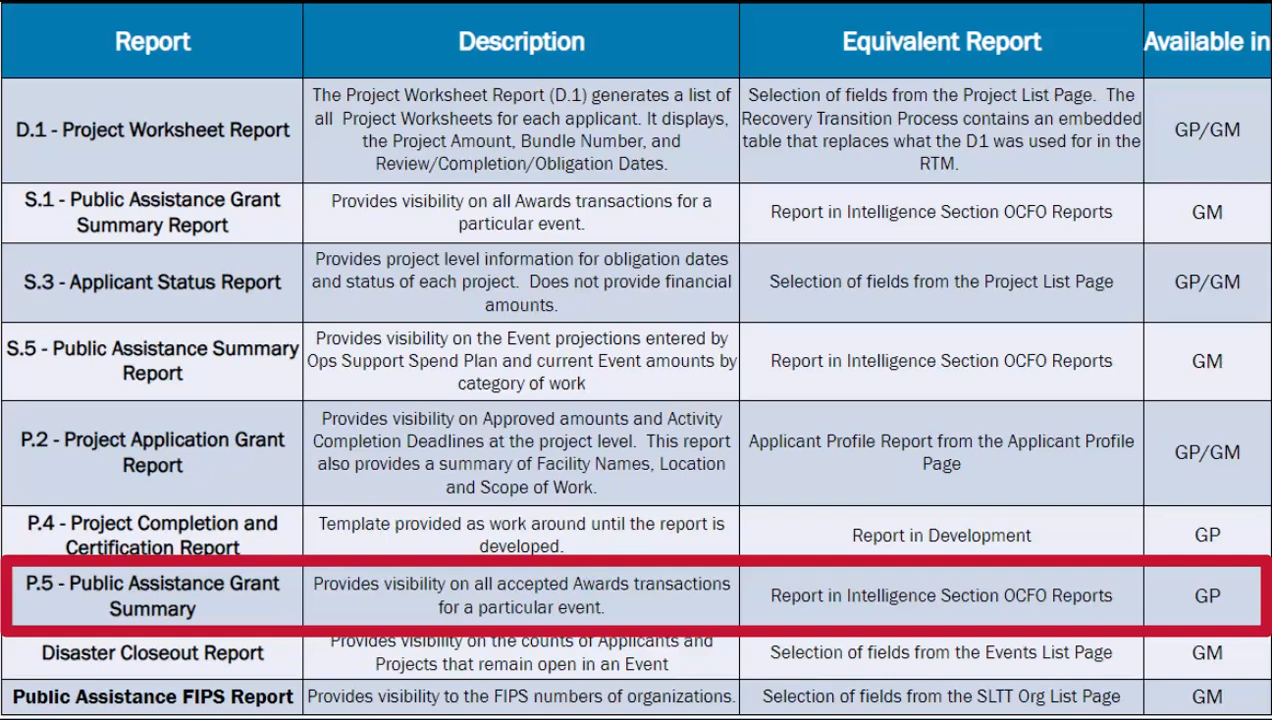 Report Description Equivalent Report Available in
D.1 - Project Worksheet Report
The Project Worksheet Report (D.1) generates a list of
all Project Worksheets for each applicant. It displays,
the Project Amount, Bundle Number, and
Review/Completion/Obligation Dates.
Selection of fields from the Project List Page. The
Recovery Transition Process contains an embedded
table that replaces what the D1 was used for in the
RTM.
GP/GM
S.1 - Public Assistance Grant
Summary Report
Provides visibility on all Awards transactions for a
particular event.
Report in Intelligence Section OCFO Reports
GM
S.3 - Applicant Status Report
Provides project level information for obligation dates
and status of each project. Does not provide financial
amounts.
Selection of fields from the Project List Page
GP/GM
S.5 - Public Assistance Summary
Report
Provides visibility on the Event projections entered by
Ops Support Spend Plan and current Event amounts by
category of work
Report in Intelligence Section OCFO Reports
GM
P.2 - Project Application Grant
Report
Provides visibility on Approved amounts and Activity
Completion Deadlines at the project level. This report
also provides a summary of Facility Names, Location
and Scope of Work.
Applicant Profile Report from the Applicant Profile
Page
GP/GM
P.4 - Project Completion and
Certification Report
Template provided as work around until the report is
developed.
Report in Development
GP
P.5 - Public Assistance Grant
Summary
Provides visibility on all accepted Awards transactions
for a particular event.
Report in Intelligence Section OCFO Reports
GP
Disaster Closeout Report
Provides visibility on the counts of Applicants and
Projects that remain open in an Event
Selection of fields from the Events List Page
GM
Public Assistance FIPS Report
Provides visibility to the FIPS numbers of organizations.
Selection of fields from the SLTT Org List Page
GM